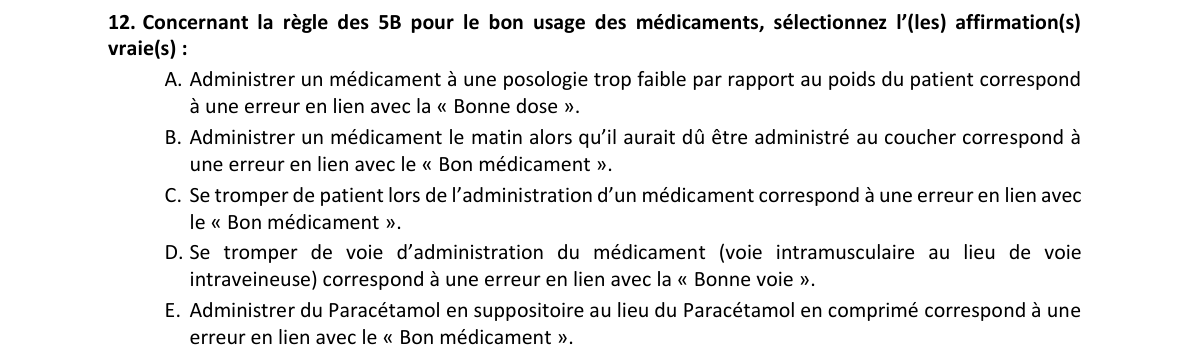 12. Concernant la règle des 5B pour le bon usage des médicaments, sélectionnez l’(les) affirmation(s)
vraie(s) :
A. Administrer un médicament à une posologie trop faible par rapport au poids du patient correspond
à une erreur en lien avec la « Bonne dose ».
B. Administrer un médicament le matin alors qu’il aurait dû être administré au coucher correspond à
une erreur en lien avec le « Bon médicament ».
C. Se tromper de patient lors de l’administration d’un médicament correspond à une erreur en lien avec
le « Bon médicament ».
D. Se tromper de voie d’administration du médicament (voie intramusculaire au lieu de voie
intraveineuse) correspond à une erreur en lien avec la « Bonne voie ».
E. Administrer du Paracétamol en suppositoire au lieu du Paracétamol en comprimé correspond à une
erreur en lien avec le « Bon médicament ».